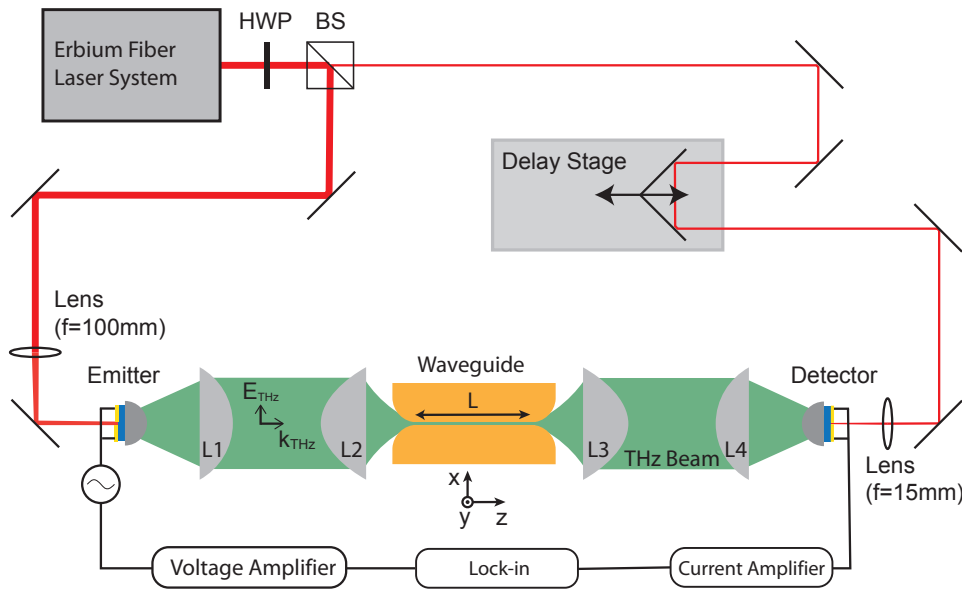 HWP
BS
Erbium Fiber
Laser System
Delay Stage
Lens
(f=100mm)
Emitter
Waveguide
Detector
E_THz
k_THz
L
L1
L2
L3
L4
THz Beam
Lens
(f=15mm)
x
y
z
Voltage Amplifier
Lock-in
Current Amplifier